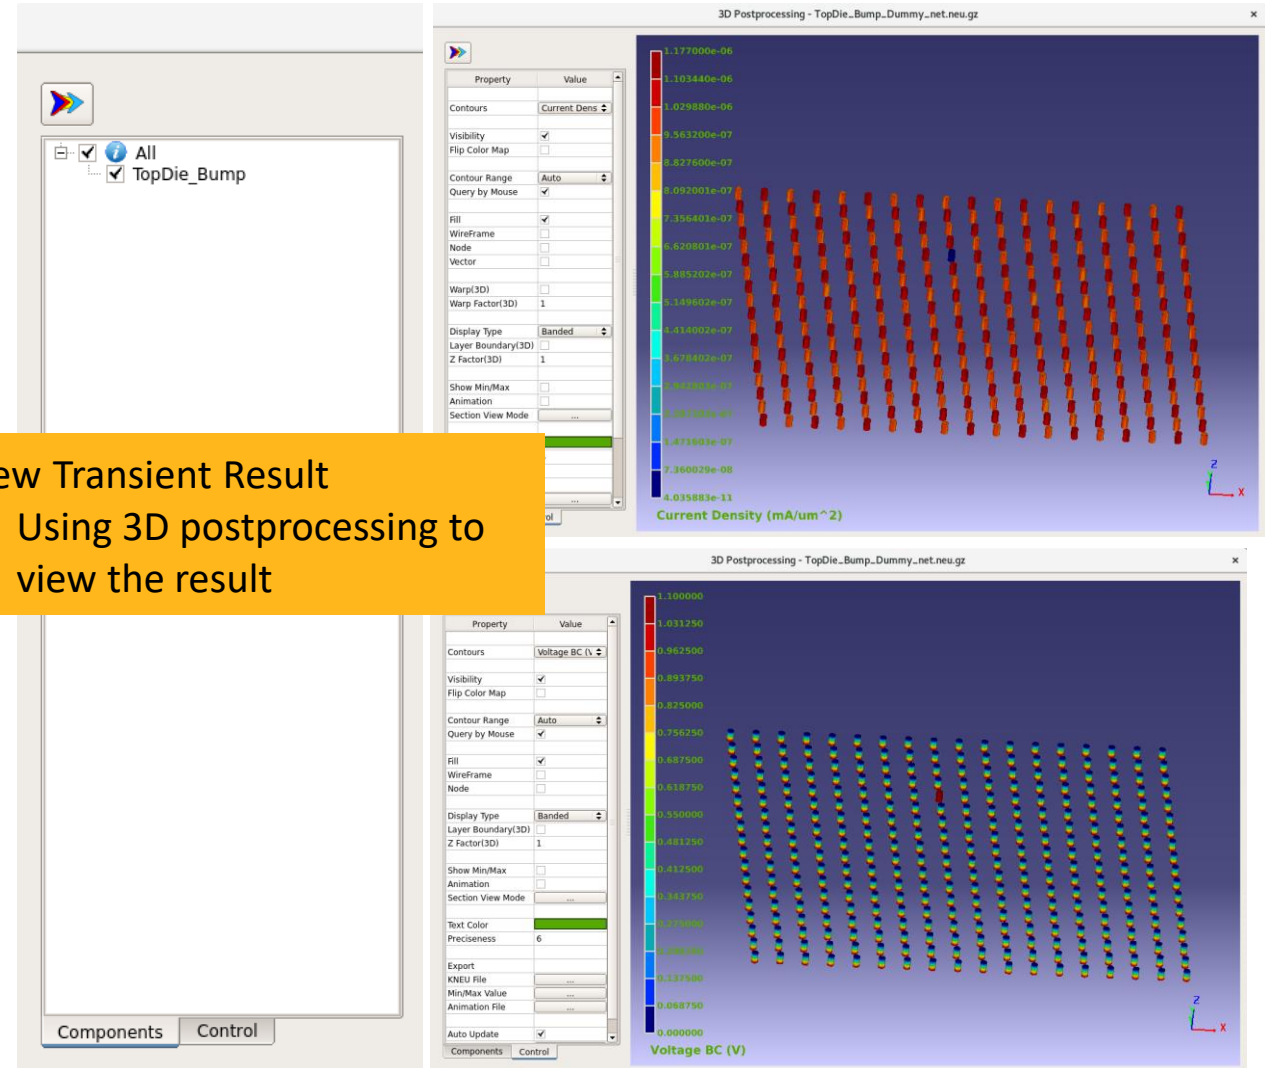 All
TopDie_Bump
Components
Control
ew Transient Result
Using 3D postprocessing to
view the result
3D Postprocessing - TopDie_Bump_Dummy_net.neu.gz
×
Property Value
Contours Current Dens
Visibility
Flip Color Map
Contour Range Auto
Query by Mouse
Fill
WireFrame
Node
Vector
Warp(3D)
Warp Factor(3D) 1
Display Type Banded
Layer Boundary(3D)
Z Factor(3D) 1
Show Min/Max
Animation
Section View Mode ...
...
ol
1.177000e-06
1.103440e-06
1.029880e-06
9.563200e-07
8.827600e-07
8.092001e-07
7.356401e-07
6.620801e-07
5.885202e-07
5.149602e-07
4.414002e-07
3.678402e-07
1.471603e-07
7.360029e-08
4.035883e-11
Current Density (mA/um^2)
Z
X
3D Postprocessing - TopDie_Bump_Dummy_net.neu.gz
×
Property Value
Contours Voltage BC (\
Visibility
Flip Color Map
Contour Range Auto
Query by Mouse
Fill
WireFrame
Node
Display Type Banded
Layer Boundary(3D)
Z Factor(3D) 1
Show Min/Max
Animation
Section View Mode ...
Text Color
Preciseness 6
Export
KNEU File ...
Min/Max Value ...
Animation File ...
Auto Update
Components Control
1.100000
1.031250
0.962500
0.893750
0.825000
0.756250
0.687500
0.618750
0.550000
0.481250
0.412500
0.343750
0.275000
0.137500
0.068750
0.000000
Voltage BC (V)
Z
X